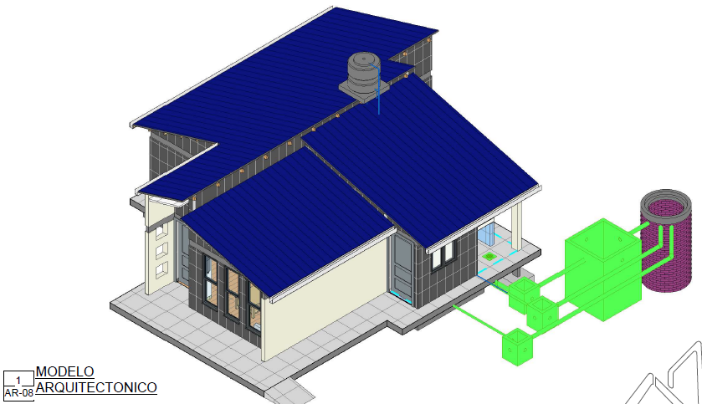 1
AR-08
MODELO
ARQUITECTONICO